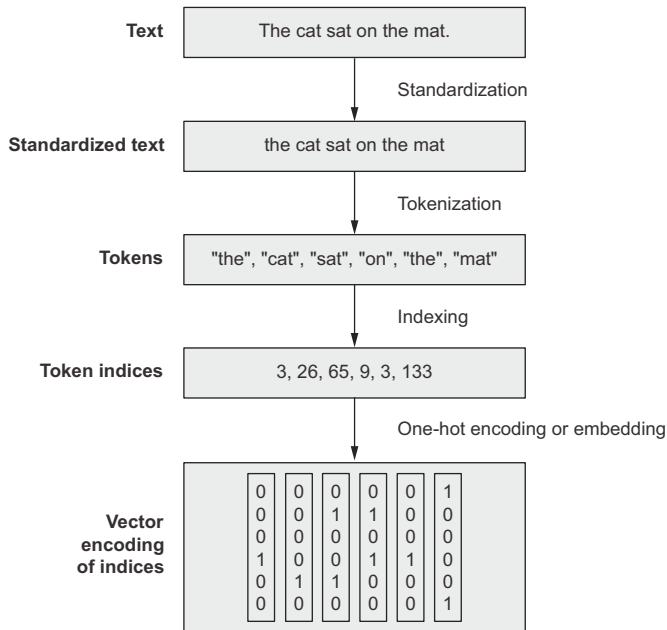 Text
The cat sat on the mat.
Standardization
Standardized text
the cat sat on the mat
Tokenization
Tokens
"the", "cat", "sat", "on", "the", "mat"
Indexing
Token indices
3, 26, 65, 9, 3, 133
One-hot encoding or embedding
Vector
encoding
of indices
0 0 0 0 0 1
0 0 1 1 0 0
0 0 0 0 0 0
1 0 0 1 1 0
0 1 1 0 0 0
0 0 0 0 0 1